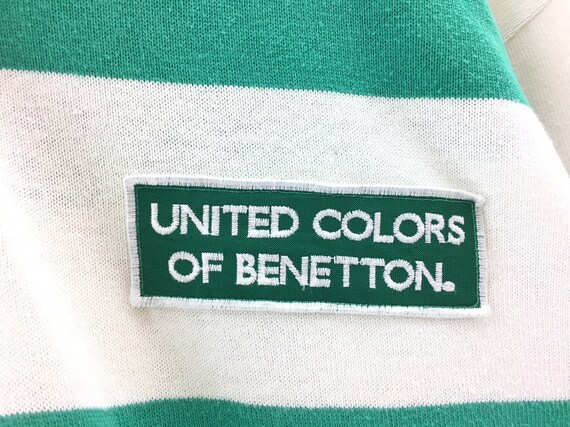 UNITED COLORS
OF BENETTON.